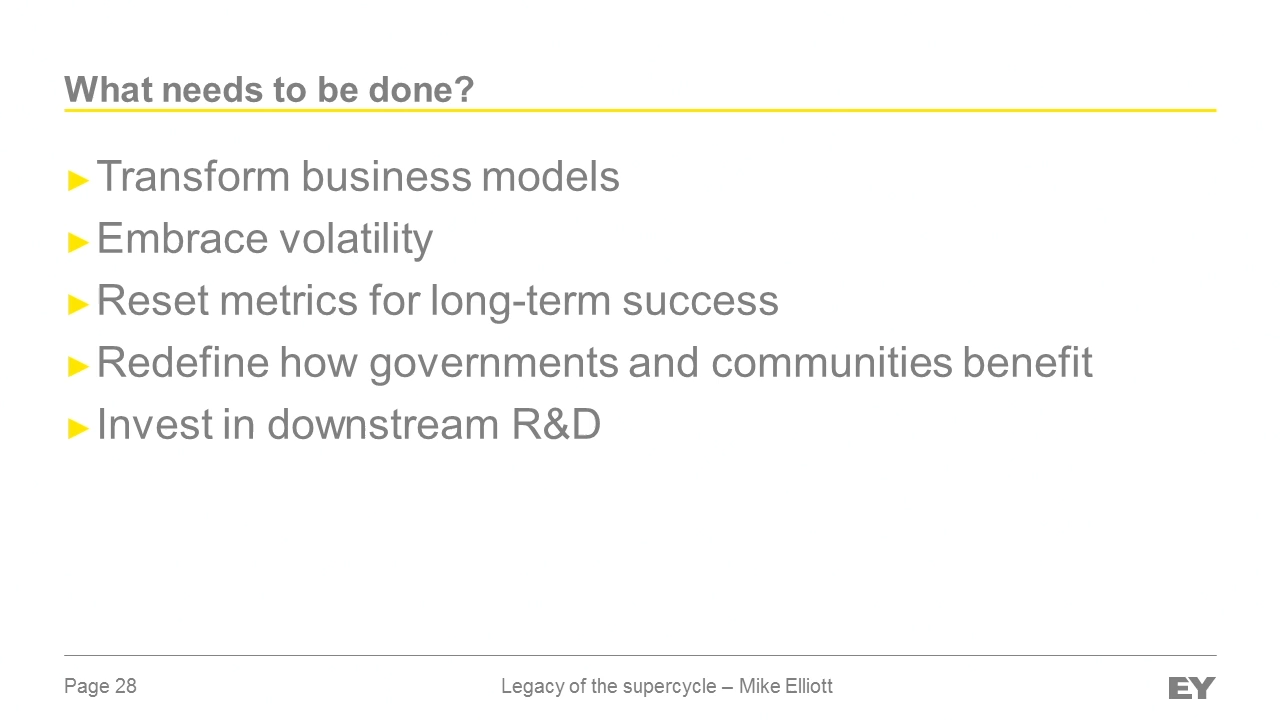 What needs to be done?
►Transform business models
►Embrace volatility
►Reset metrics for long-term success
►Redefine how governments and communities benefit
►Invest in downstream R&D
Page 28
Legacy of the supercycle – Mike Elliott
EY